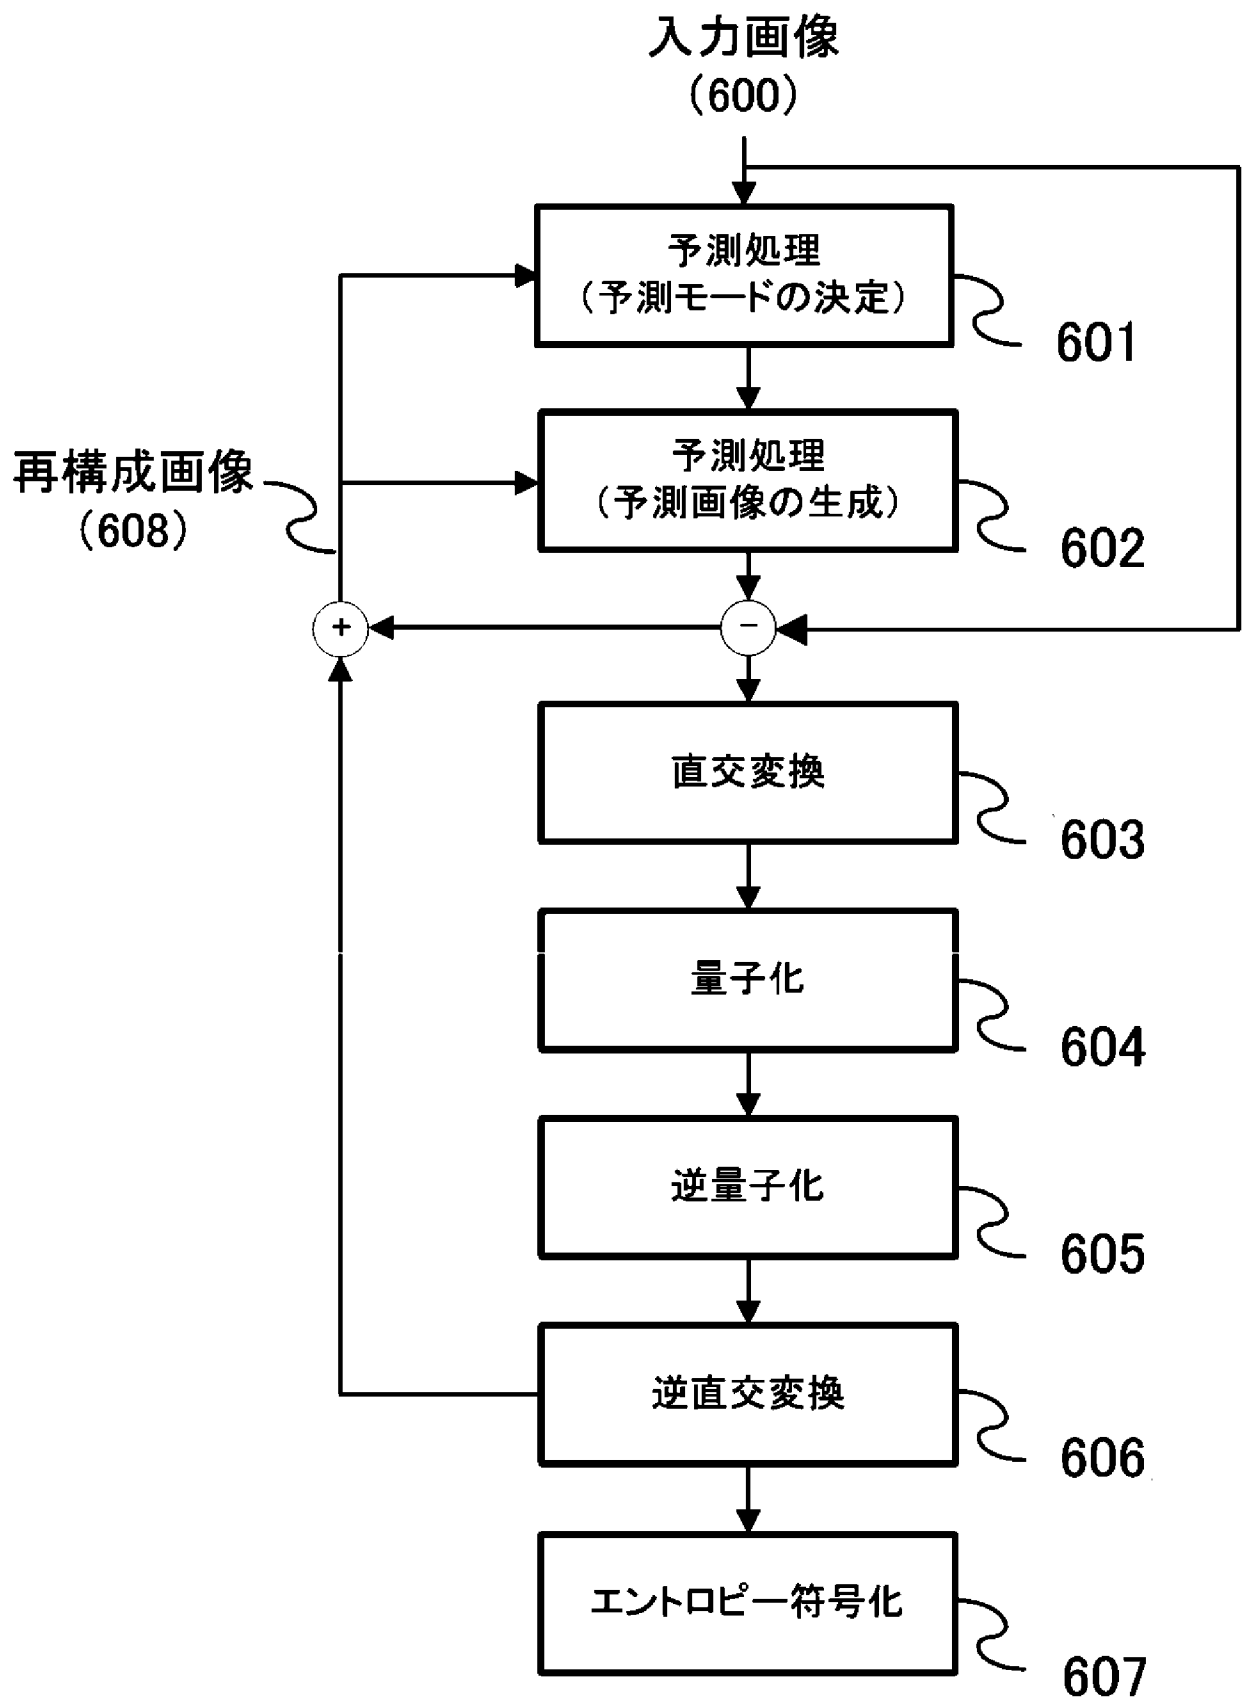 入力画像
（600）
予測処理
（予測モードの決定）
601
予測処理
（予測画像の生成）
602
再構成画像
（608）
+
−
直交変換
603
量子化
604
逆量子化
605
逆直交変換
606
エントロピー符号化
607